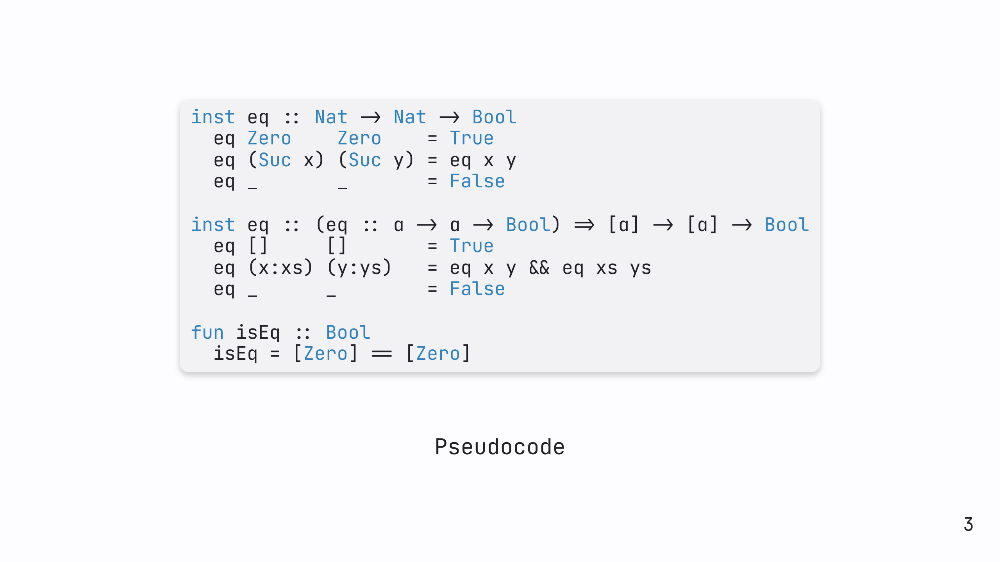 inst eq :: Nat -> Nat -> Bool
  eq Zero    Zero    = True
  eq (Suc x) (Suc y) = eq x y
  eq _       _       = False

inst eq :: (eq :: a -> a -> Bool) => [a] -> [a] -> Bool
  eq []     []       = True
  eq (x:xs) (y:ys)   = eq x y && eq xs ys
  eq _      _        = False

fun isEq :: Bool
  isEq = [Zero] == [Zero]
Pseudocode
3